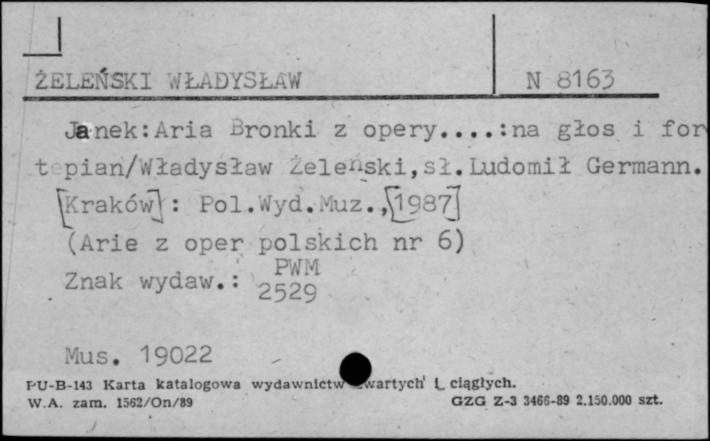 ŻELEŃSKI WŁADYSŁAW N 8163
Janek:Aria Bronki z opery....:na głos i for
tepian/Władysław Żeleński,sł.Ludomił Germann.
[Kraków]: Pol.Wyd.Muz.,[1987]
(Arie z oper polskich nr 6)
PWM
Znak wydaw.: 2529
Mus. 19022
PU-B-143 Karta katalogowa wydawnictw zwartych i ciągłych.
W.A. zam. 1562/On/89 GZG Z-3 3466-89 2.150.000 szt.